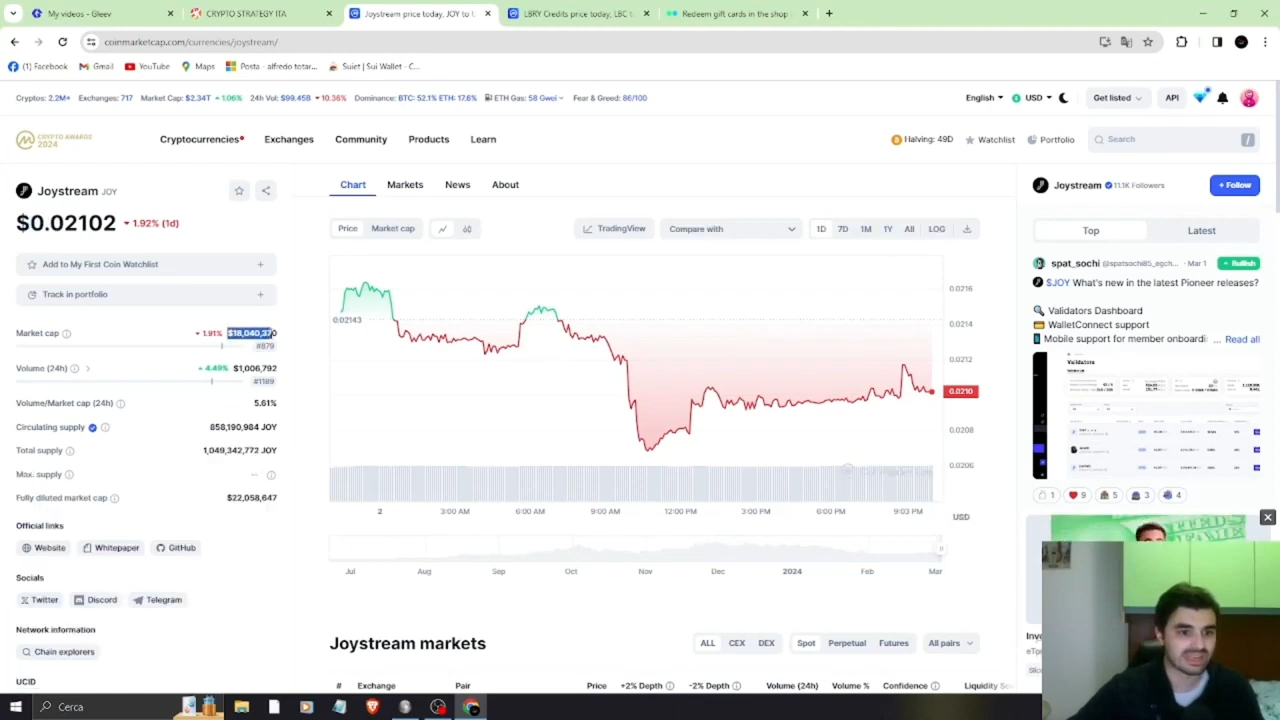 My videos - Gleev
CRYPTO STRATEGY ITA
Joystream price today, JOY to U
LBRY Credits price today, LBC to
Redeem gift cards in the shop
coinmarketcap.com/currencies/joystream/
(1) Facebook
Gmail
YouTube
Maps
Posta - alfredo totar...
Suiet | Sui Wallet - C...
Cryptos: 2.2M+ Exchanges: 717 Market Cap: $2.34T 1.06% 24h Vol: $99.45B 10.36% Dominance: BTC: 52.1% ETH: 17.6% ETH Gas: 58 Gwei Fear & Greed: 86/100
English USD Get listed API
CRYPTO AWARDS
2024
Cryptocurrencies Exchanges Community Products Learn
Halving: 49D Watchlist Portfolio Search /
Joystream JOY
$0.02102 1.92% (1d)
Add to My First Coin Watchlist +
Track in portfolio +
Market cap 1.91% $18,040,370
#879
Volume (24h) 4.49% $1,006,792
#1189
Volume/Market cap (24h) 5.61%
Circulating supply 858,190,984 JOY
Total supply 1,049,342,772 JOY
Max. supply --
Fully diluted market cap $22,058,647
Official links
Website Whitepaper GitHub
Socials
Twitter Discord Telegram
Network information
Chain explorers
UCID
Chart Markets News About
Price Market cap TradingView Compare with 1D 7D 1M 1Y All LOG
0.02143
0.0216
0.0214
0.0212
0.0210
0.0208
0.0206
2 3:00 AM 6:00 AM 9:00 AM 12:00 PM 3:00 PM 6:00 PM 9:03 PM
USD
Jul Aug Sep Oct Nov Dec 2024 Feb Mar
Joystream markets
ALL CEX DEX Spot Perpetual Futures All pairs
# Exchange Pair Price +2% Depth -2% Depth Volume (24h) Volume % Confidence
Joystream 11.1K Followers + Follow
Top Latest
spat_sochi @spatsochi85_egch... · Mar 1 Bullish
$JOY What's new in the latest Pioneer releases?
Validators Dashboard
WalletConnect support
Mobile support for member onboardi ... Read all
Validators
1 9 5 3 4
Cerca